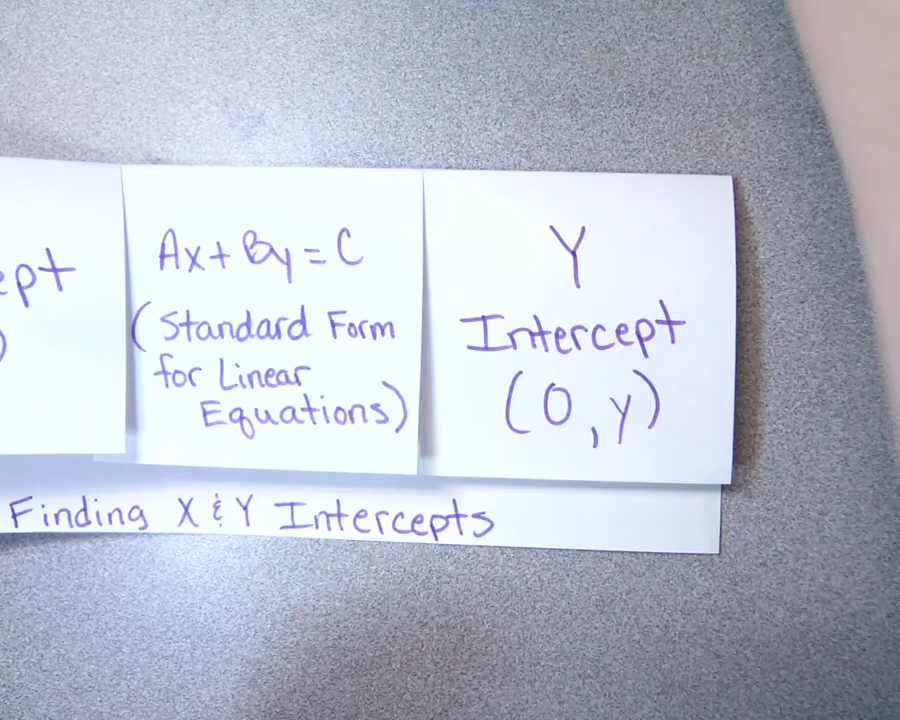 ept
)
Ax + By = C
(Standard Form
for Linear
Equations)
Y
Intercept
(0, y)
Finding X & Y Intercepts